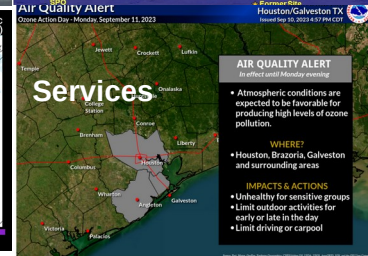 SPO
Former Site
Air Quality Alert
Houston/Galveston TX
Ozone Action Day - Monday, September 11, 2023
Issued Sep 10, 2023 4:57 PM CDT
Jewett
Crockett
Lufkin
Temple
Services
Onalaska
College
Station
Conroe
Brenham
Liberty
Houston
Columbus
Wharton
Galveston
Angleton
Victoria
Palacios
AIR QUALITY ALERT
In effect until Monday evening
• Atmospheric conditions are
expected to be favorable for
producing high levels of ozone
pollution.
WHERE?
• Houston, Brazoria, Galveston
and surrounding areas
IMPACTS & ACTIONS
• Unhealthy for sensitive groups
• Limit outdoor activities for
early or late in the day
• Limit driving or carpool